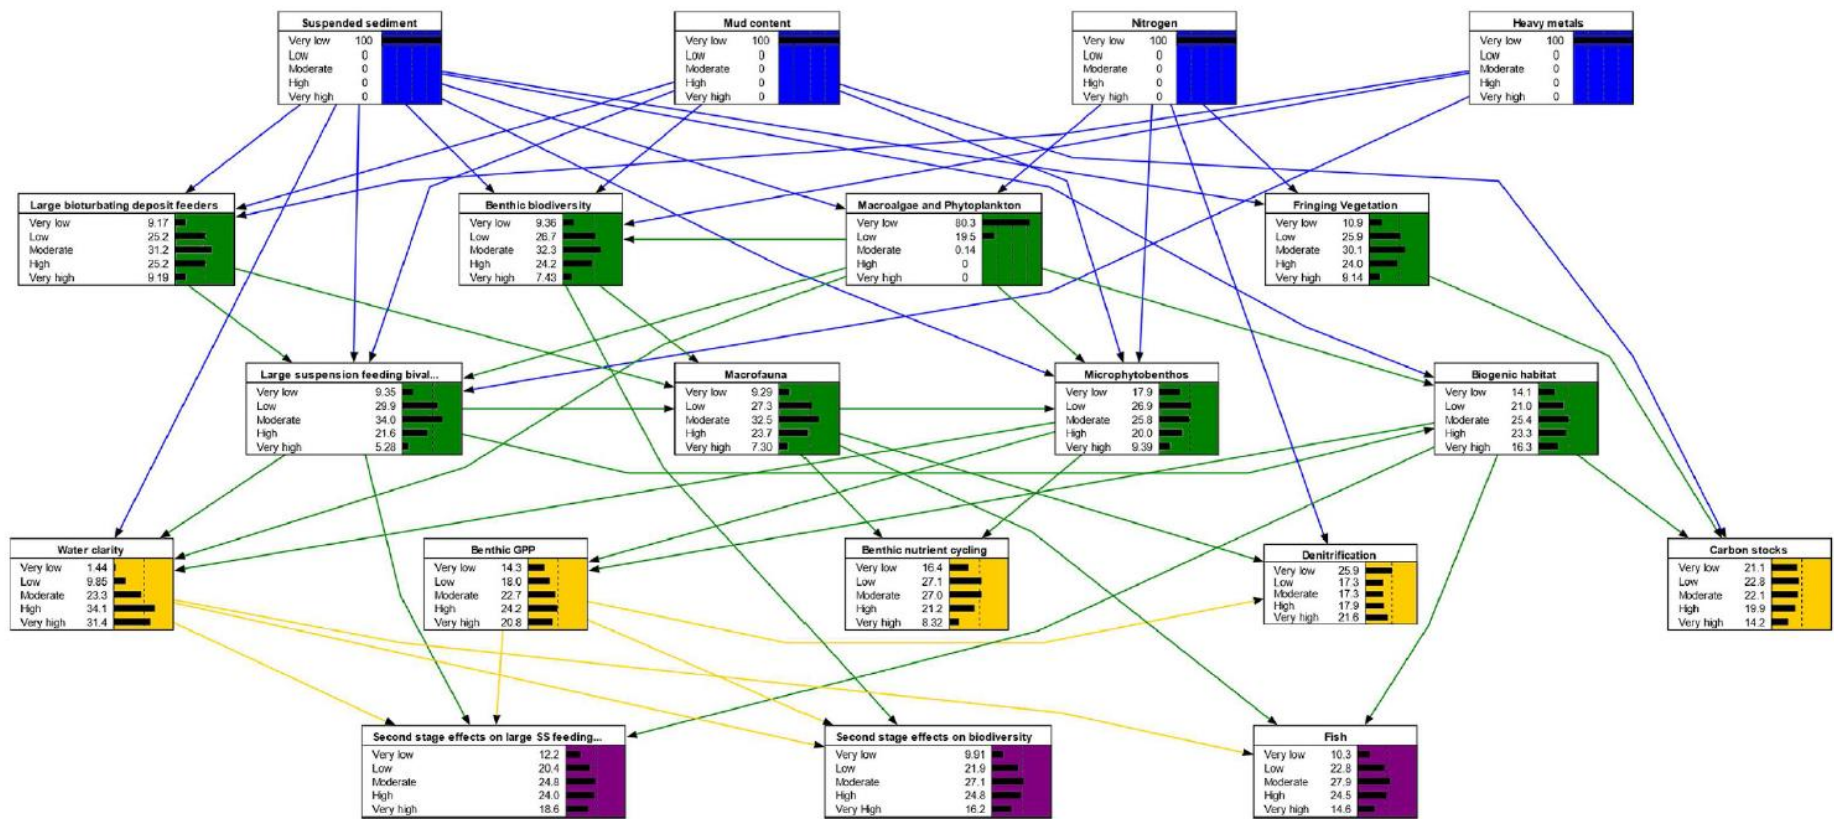 Suspended sediment
Very low 100
Low 0
Moderate 0
High 0
Very high 0
Mud content
Very low 100
Low 0
Moderate 0
High 0
Very high 0
Nitrogen
Very low 100
Low 0
Moderate 0
High 0
Very high 0
Heavy metals
Very low 100
Low 0
Moderate 0
High 0
Very high 0
Large bioturbating deposit feeders
Very low 9.17
Low 25.2
Moderate 31.2
High 25.2
Very high 9.19
Benthic biodiversity
Very low 9.36
Low 26.7
Moderate 32.3
High 24.2
Very high 7.43
Macroalgae and Phytoplankton
Very low 80.3
Low 19.5
Moderate 0.14
High 0
Very high 0
Fringing Vegetation
Very low 10.9
Low 25.9
Moderate 30.1
High 24.0
Very high 9.14
Large suspension feeding bival...
Very low 9.35
Low 29.9
Moderate 34.0
High 21.6
Very high 5.28
Macrofauna
Very low 9.29
Low 27.3
Moderate 32.5
High 23.7
Very high 7.30
Microphytobenthos
Very low 17.9
Low 26.9
Moderate 25.8
High 20.0
Very high 9.39
Biogenic habitat
Very low 14.1
Low 21.0
Moderate 25.4
High 23.3
Very high 16.3
Water clarity
Very low 1.44
Low 9.85
Moderate 23.3
High 34.1
Very high 31.4
Benthic GPP
Very low 14.3
Low 18.0
Moderate 22.7
High 24.2
Very high 20.8
Benthic nutrient cycling
Very low 16.4
Low 27.1
Moderate 27.0
High 21.2
Very high 8.32
Denitrification
Very low 25.9
Low 17.3
Moderate 17.3
High 17.9
Very high 21.6
Carbon stocks
Very low 21.1
Low 22.8
Moderate 22.1
High 19.9
Very high 14.2
Second stage effects on large SS feeding...
Very low 12.2
Low 20.4
Moderate 24.8
High 24.0
Very high 18.6
Second stage effects on biodiversity
Very low 9.91
Low 21.9
Moderate 27.1
High 24.8
Very High 16.2
Fish
Very low 10.3
Low 22.8
Moderate 27.9
High 24.5
Very high 14.6